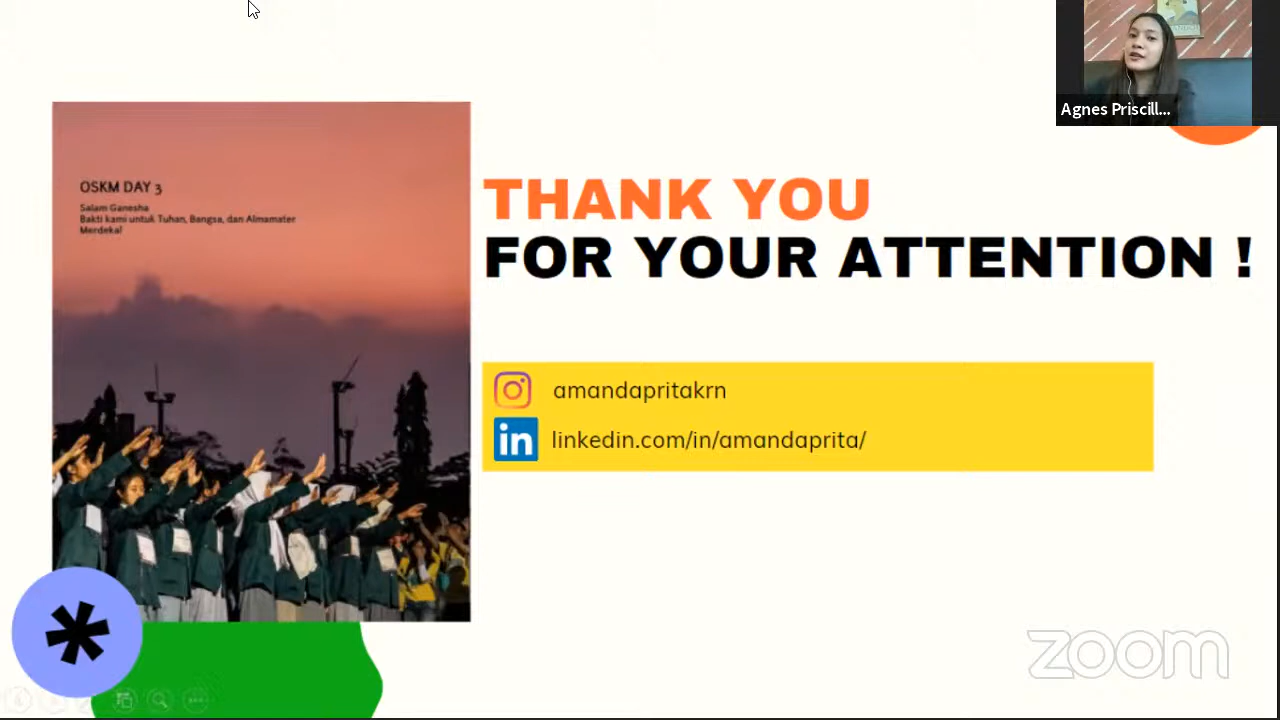 Agnes Priscill...
OSKM DAY 3
Salam Ganesha
Bakti kami untuk Tuhan, Bangsa, dan Almamater
Merdeka!
THANK YOU
FOR YOUR ATTENTION !
amandapritakrn
in linkedin.com/in/amandaprita/
zoom